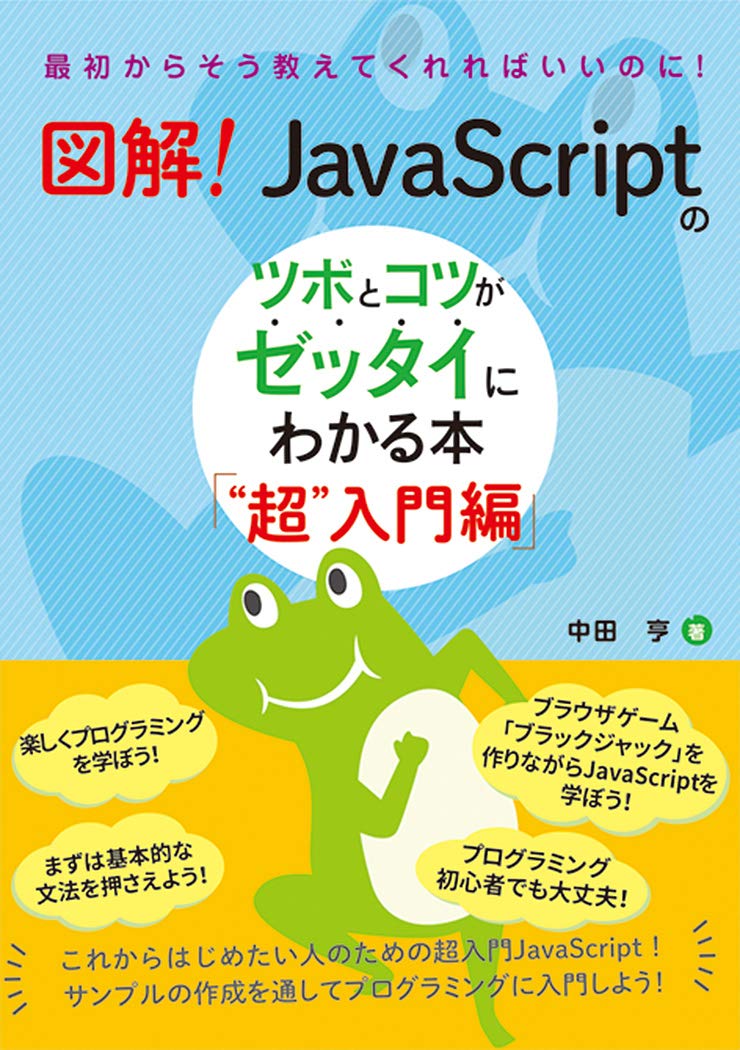 最初からそう教えてくれればいいのに!
図解! JavaScriptの
ツボとコツが
ゼッタイに
わかる本
「“超”入門編」
中田 亨 著
楽しくプログラミング
を学ぼう!
ブラウザゲーム
「ブラックジャック」を
作りながらJavaScriptを
学ぼう!
まずは基本的な
文法を押さえよう!
プログラミング
初心者でも大丈夫!
これからはじめたい人のための超入門JavaScript!
サンプルの作成を通してプログラミングに入門しよう!